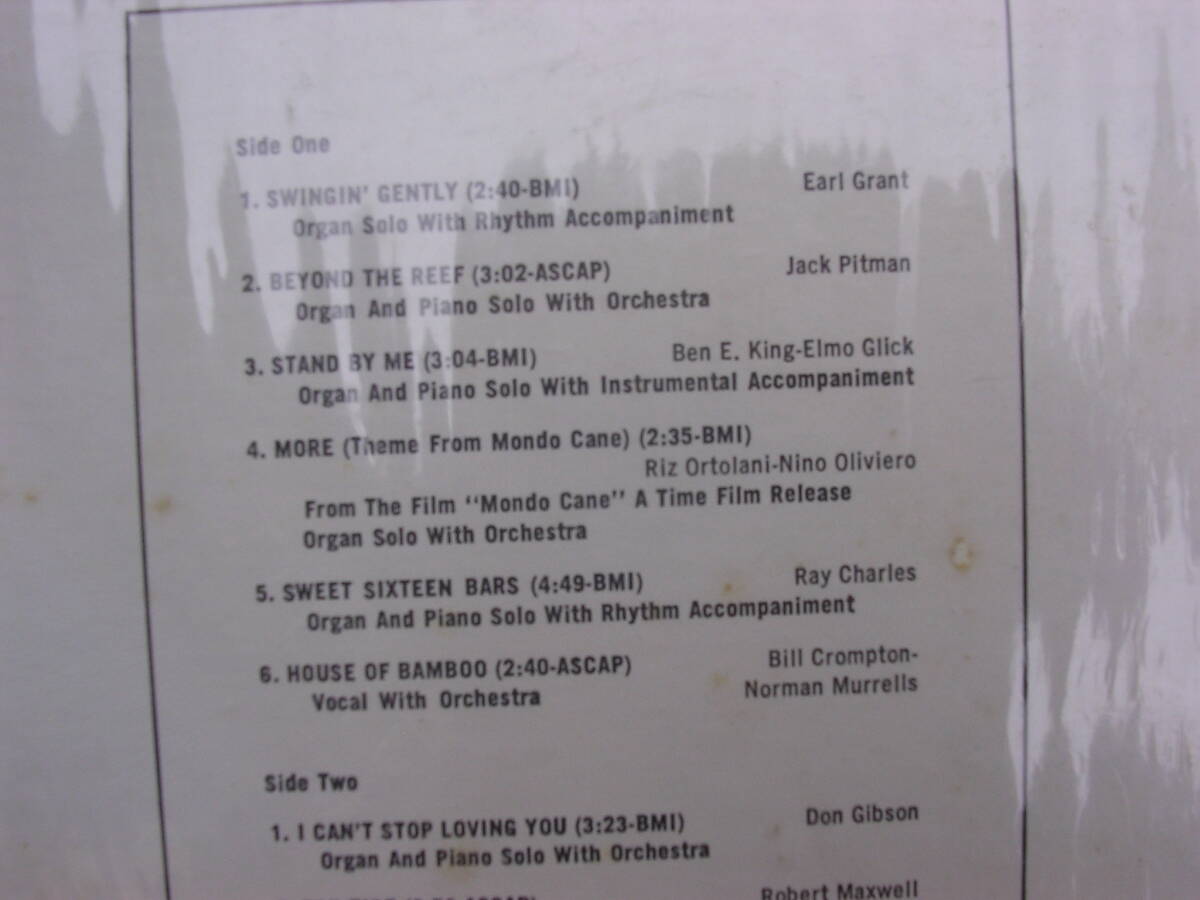 Side One
1. SWINGIN' GENTLY (2:40-BMI) Earl Grant
Organ Solo With Rhythm Accompaniment
2. BEYOND THE REEF (3:02-ASCAP) Jack Pitman
Organ And Piano Solo With Orchestra
3. STAND BY ME (3:04-BMI) Ben E. King-Elmo Glick
Organ And Piano Solo With Instrumental Accompaniment
4. MORE (Theme From Mondo Cane) (2:35-BMI)
Riz Ortolani-Nino Oliviero
From The Film "Mondo Cane" A Time Film Release
Organ Solo With Orchestra
5. SWEET SIXTEEN BARS (4:49-BMI) Ray Charles
Organ And Piano Solo With Rhythm Accompaniment
6. HOUSE OF BAMBOO (2:40-ASCAP) Bill Crompton-
Vocal With Orchestra Norman Murrells
Side Two
1. I CAN'T STOP LOVING YOU (3:23-BMI) Don Gibson
Organ And Piano Solo With Orchestra
Robert Maxwell